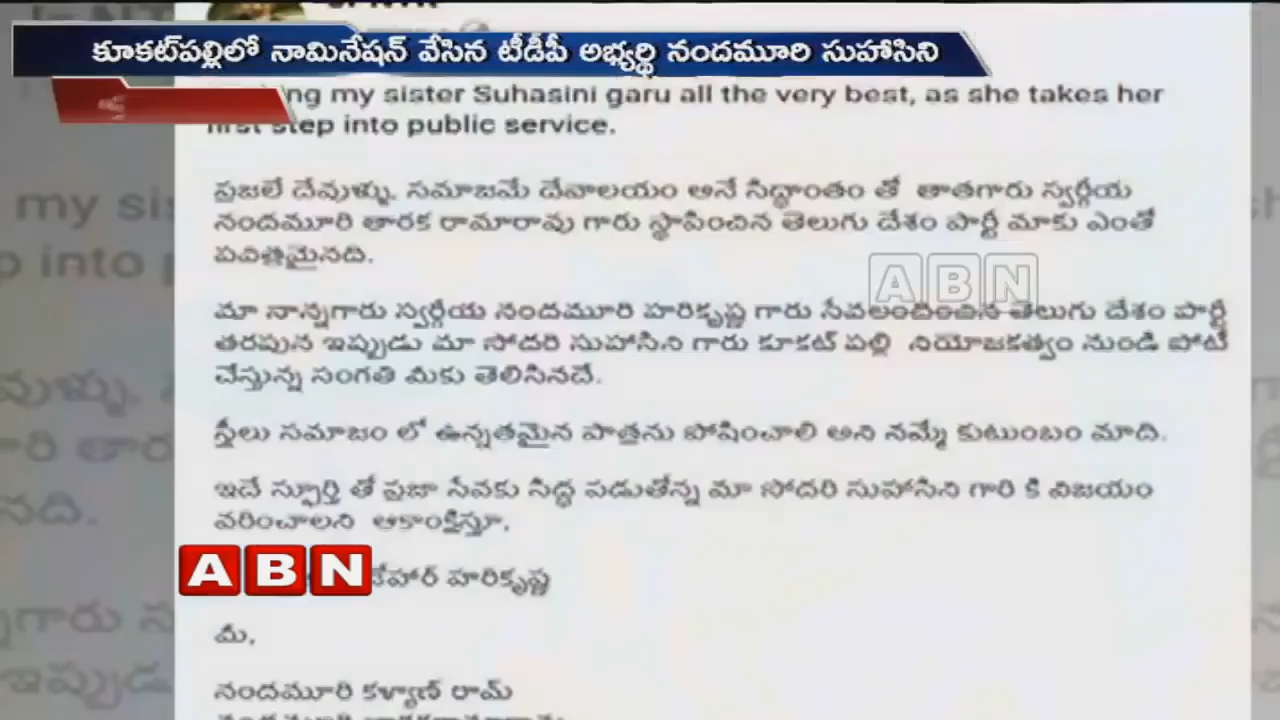 Jr NTR
కూకట్‌పల్లిలో నామినేషన్ వేసిన టీడీపీ అభ్యర్థి నందమూరి సుహాసిని
my sister Suhasini garu all the very best, as she takes her
first step into public service.
ప్రజలే దేవుళ్ళు, సమాజమే దేవాలయం అనే సిద్ధాంతం తో తాతగారు స్వర్గీయ
నందమూరి తారక రామారావు గారు స్థాపించిన తెలుగు దేశం పార్టీ మాకు ఎంతో
పవిత్రమైనది.
ABN
మా నాన్నగారు స్వర్గీయ నందమూరి హరికృష్ణ గారు సేవలందించిన తెలుగు దేశం పార్టీ
తరపున ఇప్పుడు మా సోదరి సుహాసిని గారు కూకట్ పల్లి నియోజకత్వం నుండి పోటీ
చేస్తున్న సంగతి మీకు తెలిసినదే.
స్త్రీలు సమాజం లో ఉన్నతమైన పాత్రను పోషించాలి అని నమ్మే కుటుంబం మాది.
ఇదే స్ఫూర్తి తో ప్రజా సేవకు సిద్ధ పడుతోన్న మా సోదరి సుహాసిని గారి కి విజయం
వరించాలని ఆకాంక్షిస్తూ,
ABN
జోహార్ హరికృష్ణ
మీ,
నందమూరి కళ్యాణ్ రామ్